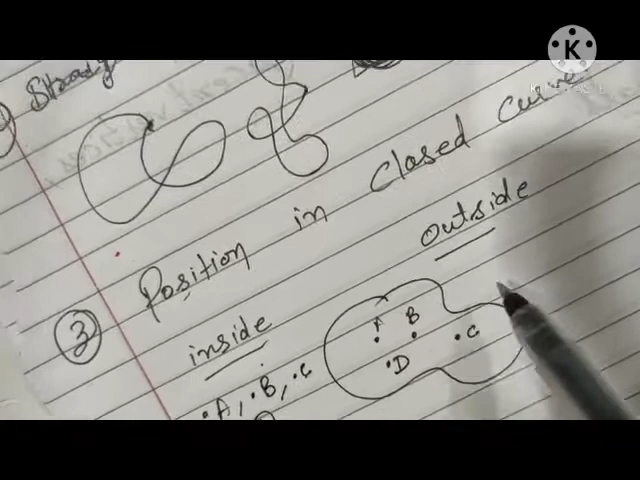 Position in closed curve
3
inside
outside
.A, .B, .C
A
B
.C
.D
K